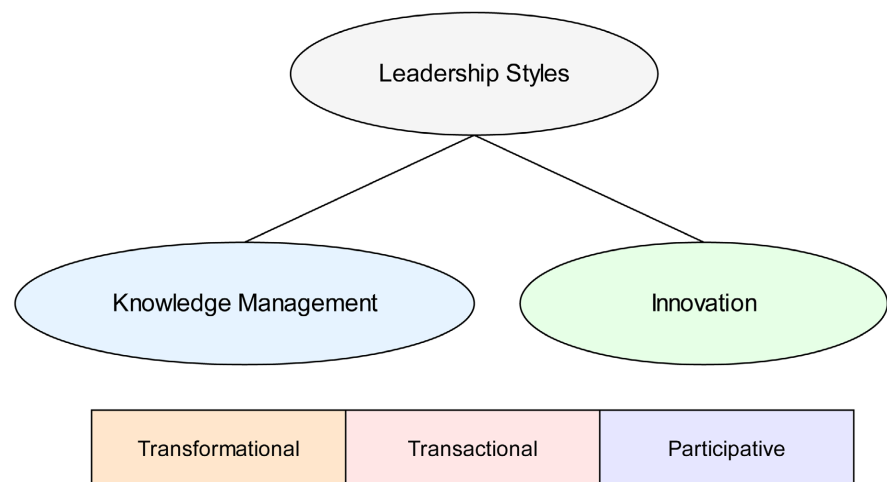 Leadership Styles
Knowledge Management
Innovation
Transformational
Transactional
Participative